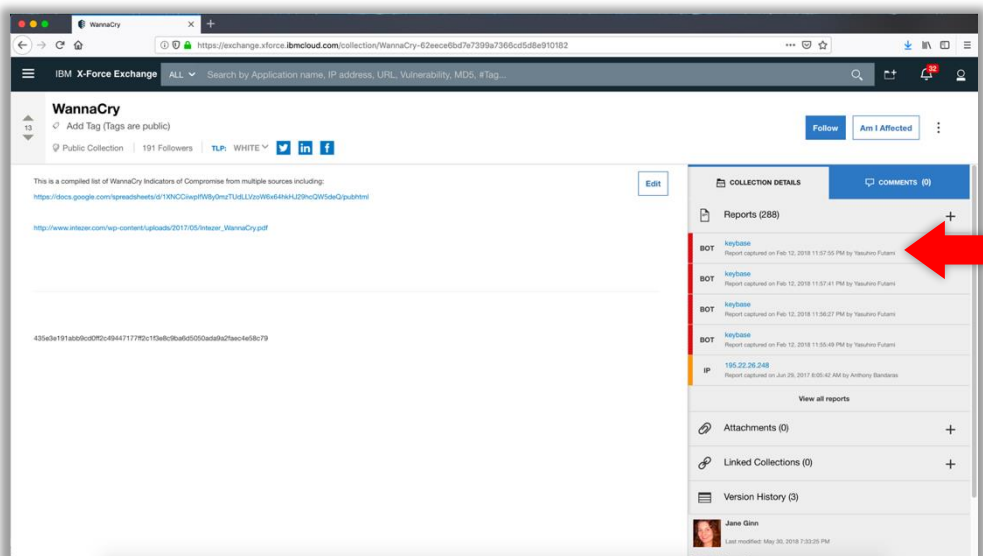 WannaCry
https://exchange.xforce.ibmcloud.com/collection/WannaCry-62eece6bd7e7399a7366cd5d8e910182
IBM X-Force Exchange ALL Search by Application name, IP address, URL, Vulnerability, MD5, #Tag...
32
WannaCry
13
Add Tag (Tags are public)
Public Collection 191 Followers TLP: WHITE
Follow Am I Affected
This is a compiled list of WannaCry Indicators of Compromise from multiple sources including:
http://www.intezer.com/wp-content/uploads/2017/05/Intezer_WannaCry.pdf
Edit
COLLECTION DETAILS COMMENTS (0)
Reports (288)
BOT keybase
Report captured on Feb 12, 2018 11:57:55 PM by Yasuhiro Futami
BOT keybase
Report captured on Feb 12, 2018 11:57:41 PM by Yasuhiro Futami
BOT keybase
Report captured on Feb 12, 2018 11:56:27 PM by Yasuhiro Futami
BOT keybase
Report captured on Feb 12, 2018 11:55:49 PM by Yasuhiro Futami
IP 195.22.26.248
Report captured on Jun 29, 2017 8:05:42 AM by Anthony Bandaras
View all reports
Attachments (0)
Linked Collections (0)
Version History (3)
Jane Ginn
Last modified: May 30, 2018 7:33:25 PM